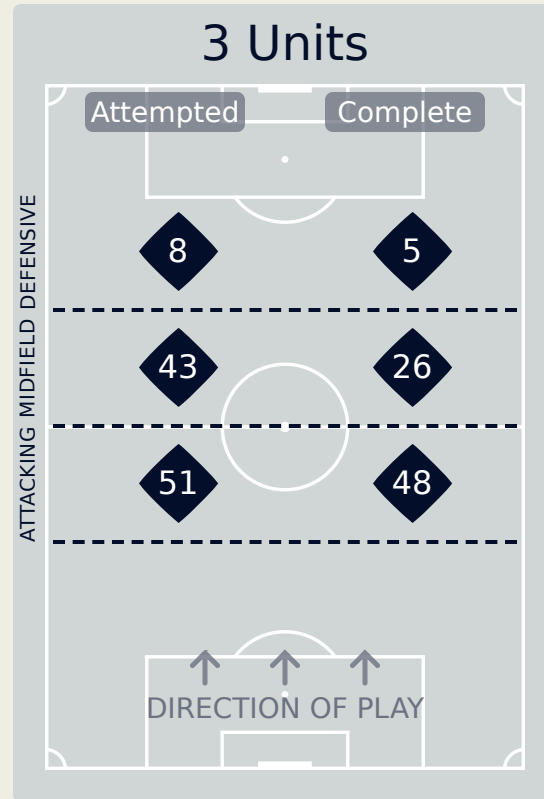 3 Units
Attempted Complete
8 5
43 26
51 48
ATTACKING MIDFIELD DEFENSIVE
DIRECTION OF PLAY